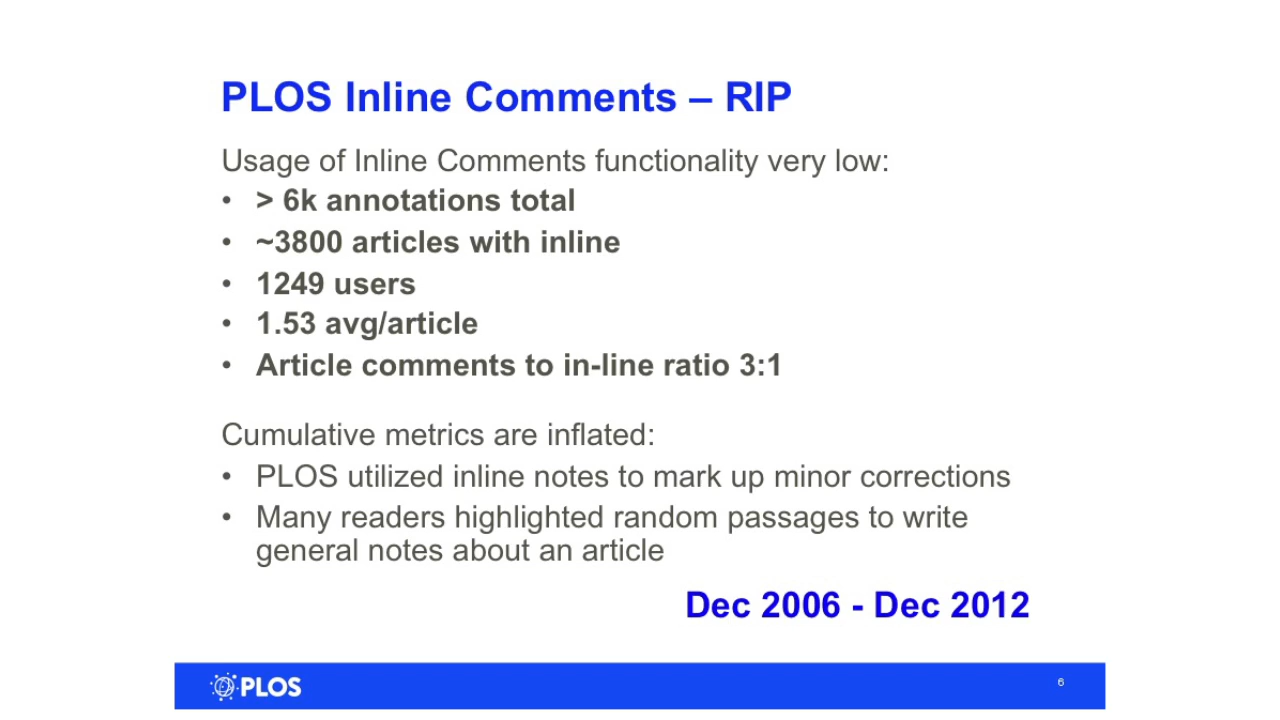 PLOS Inline Comments – RIP
Usage of Inline Comments functionality very low:
• > 6k annotations total
• ~3800 articles with inline
• 1249 users
• 1.53 avg/article
• Article comments to in-line ratio 3:1
Cumulative metrics are inflated:
• PLOS utilized inline notes to mark up minor corrections
• Many readers highlighted random passages to write
general notes about an article
Dec 2006 - Dec 2012
PLOS
6